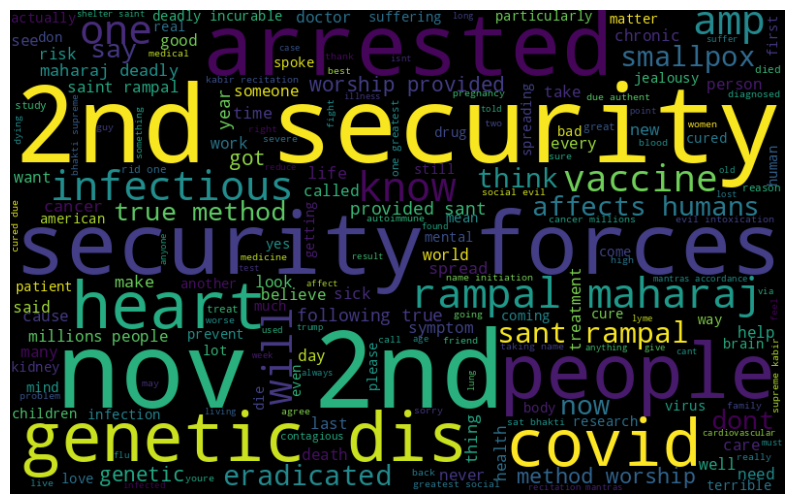 shelter saint
deadly incurable
doctor
suffering
particularly
amp
actually
one
arrested
matter
long
see
don
real
case
spoke
chronic
first
say
good
medical
thank
isnt
smallpox
risk
best
suffer
died
maharaj deadly
kabir recitation
worship provided
jealousy
saint rampal
someone
illness
pregnancy
take
person
due authent
diagnosed
2nd security
study
year
time
drug
told
spreading
bad
great
women
dying
guy
something
bhakti supreme
rid one
work
fight
severe
two
one greatest
every
new
point
cured
blood
human
want
got
right
reduce
still
sure
old
infectious
life
know
think
vaccine
called
social evil
lost
reason
cancer
true method
provided sant
affects humans
american
getting
autoimmune
mean
cancer millions
evil intoxication
cured due
yes
found
mental
world
security forces
anyone
medicine
result
come
high
patient
test
spread
name initiation
mantras accordance
via
said
make
look
sick
affect
heart
another
believe
rampal maharaj
cause
treat
much
following true
symptom
going
treatment
cure
way
feel
millions people
worse
used
trump
coming
lyme
many
prevent
will
day
call
age
friend
sant rampal
help
kidney
lot
week
even
please
always
taking name
anything
give
cant
brain
supreme kabir
nov 2nd
people
mind
may
die
lung
problem
living
agree
sorry
body
now
virus
family
children
infection
contagious
last
thing
research
dont
genetic dis
covid
cardiovascular
flu
death
health
care
must
live
love
genetic
youre
eradicated
never
back
sat bhakti
well
really
need
infected
greatest social
method worship
recitation mantras
terrible